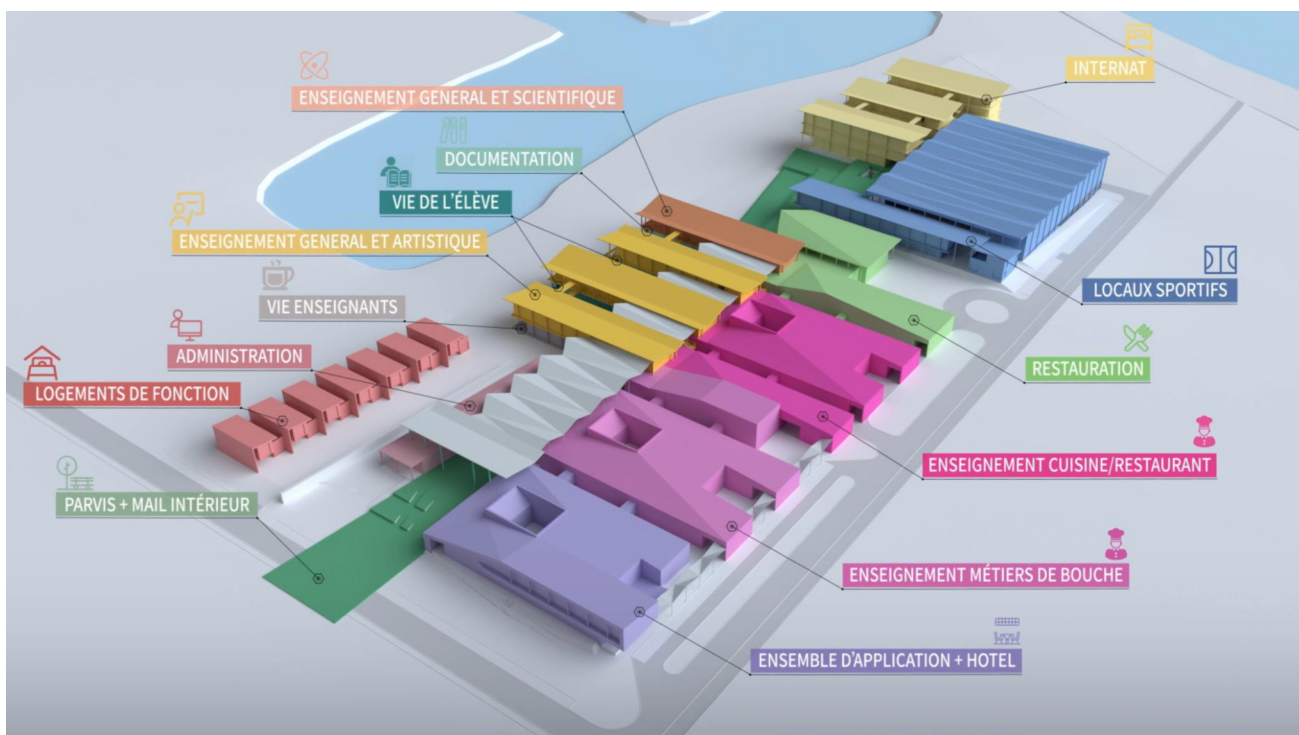 ENSEIGNEMENT GENERAL ET SCIENTIFIQUE
DOCUMENTATION
VIE DE L'ÉLÈVE
ENSEIGNEMENT GENERAL ET ARTISTIQUE
VIE ENSEIGNANTS
ADMINISTRATION
LOGEMENTS DE FONCTION
PARVIS + MAIL INTÉRIEUR
INTERNAT
LOCAUX SPORTIFS
RESTAURATION
ENSEIGNEMENT CUISINE/RESTAURANT
ENSEIGNEMENT MÉTIERS DE BOUCHE
ENSEMBLE D'APPLICATION + HOTEL